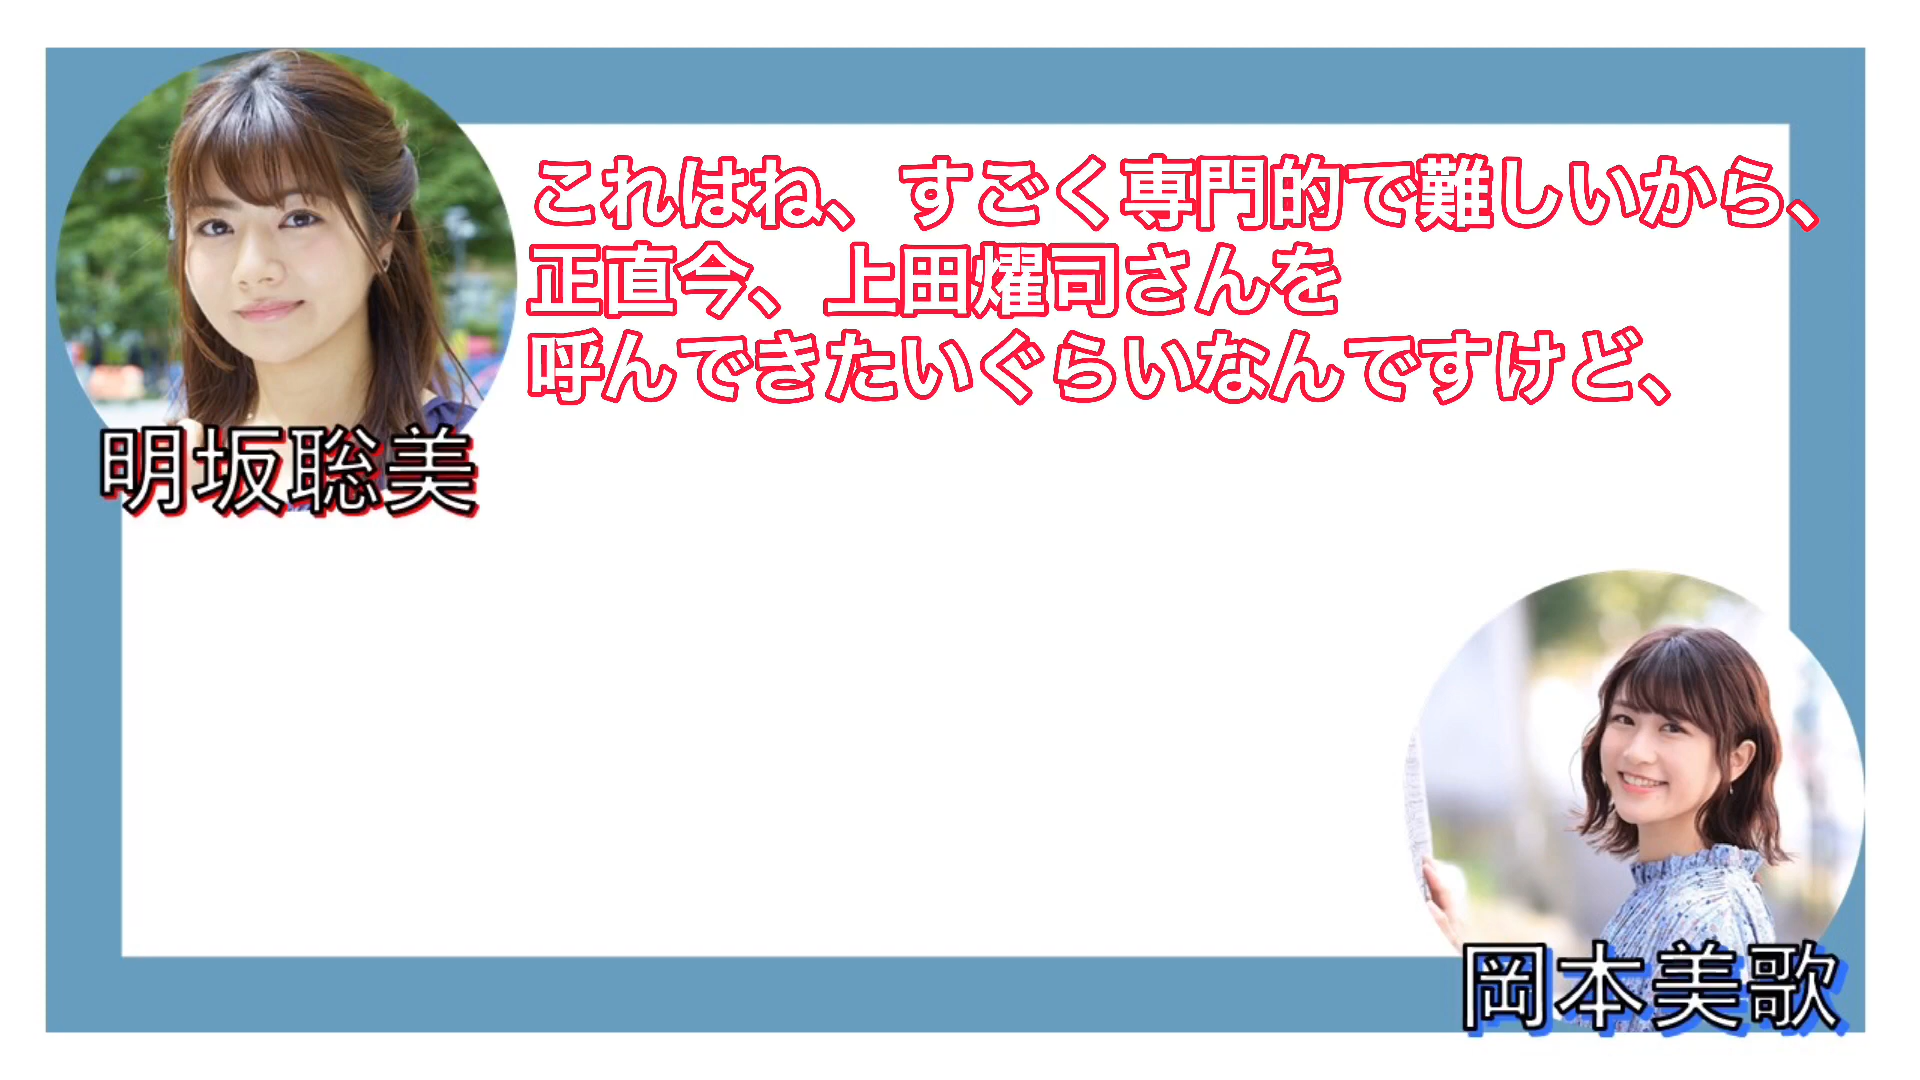 これはね、すごく専門的で難しいから、
正直今、上田燿司さんを
呼んできたいぐらいなんですけど、
明坂聡美
岡本美歌